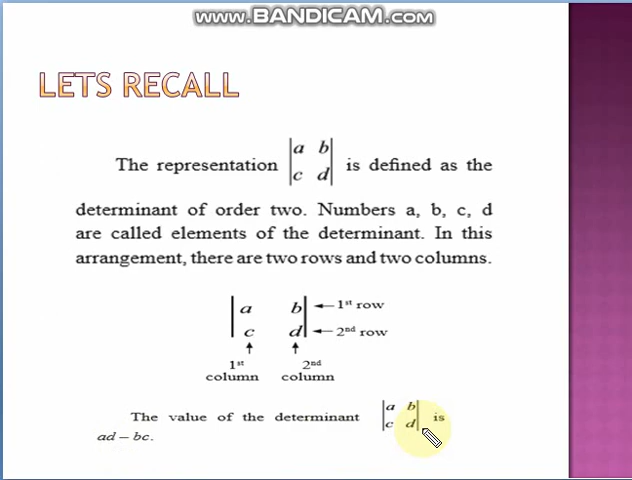 www.BANDICAM.com
LETS RECALL
The representation |a b| is defined as the
|c d|
determinant of order two. Numbers a, b, c, d
are called elements of the determinant. In this
arrangement, there are two rows and two columns.
|a b| ←1st row
|c d| ←2nd row
↑ ↑
1st 2nd
column column
The value of the determinant |a b| is
|c d|
ad – bc.